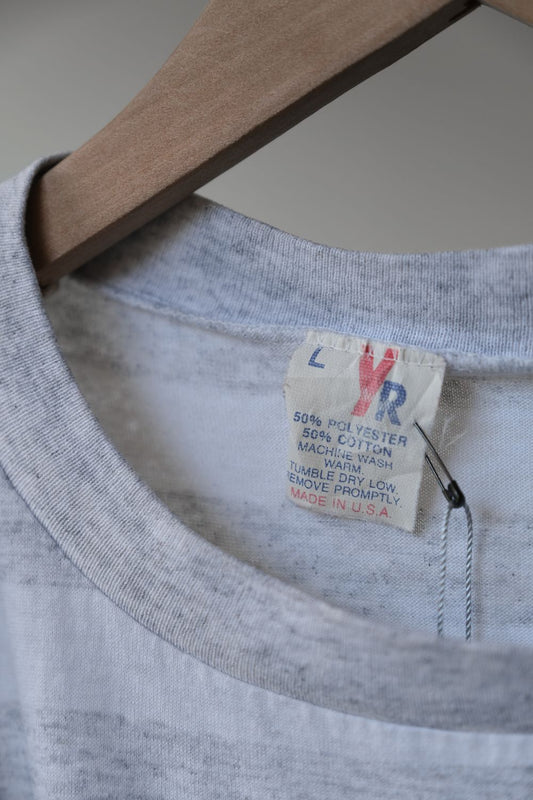 L YR
50% POLYESTER
50% COTTON
MACHINE WASH
WARM.
TUMBLE DRY LOW.
REMOVE PROMPTLY.
MADE IN U.S.A.